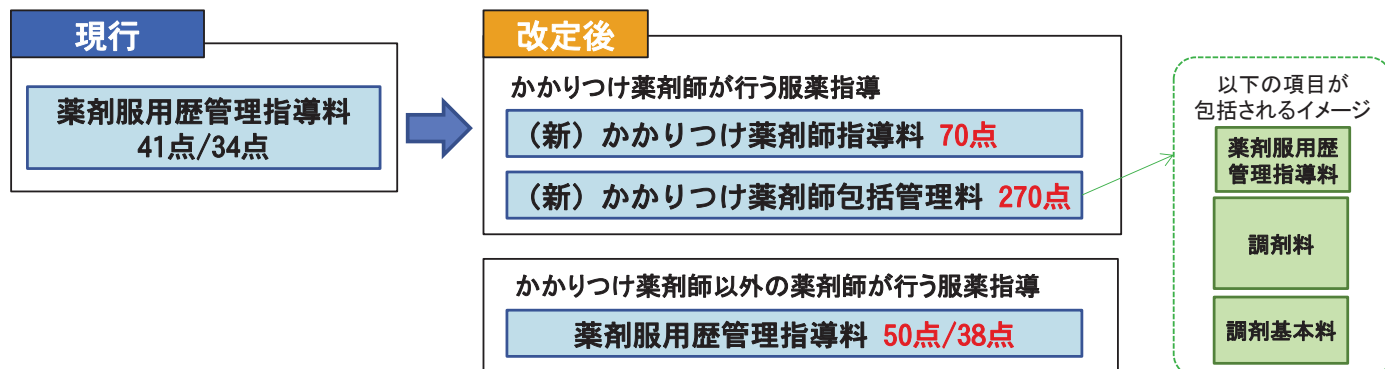 現行
薬剤服用歴管理指導料
41点/34点
改定後
かかりつけ薬剤師が行う服薬指導
（新）かかりつけ薬剤師指導料 70点
（新）かかりつけ薬剤師包括管理料 270点
かかりつけ薬剤師以外の薬剤師が行う服薬指導
薬剤服用歴管理指導料 50点/38点
以下の項目が
包括されるイメージ
薬剤服用歴
管理指導料
調剤料
調剤基本料